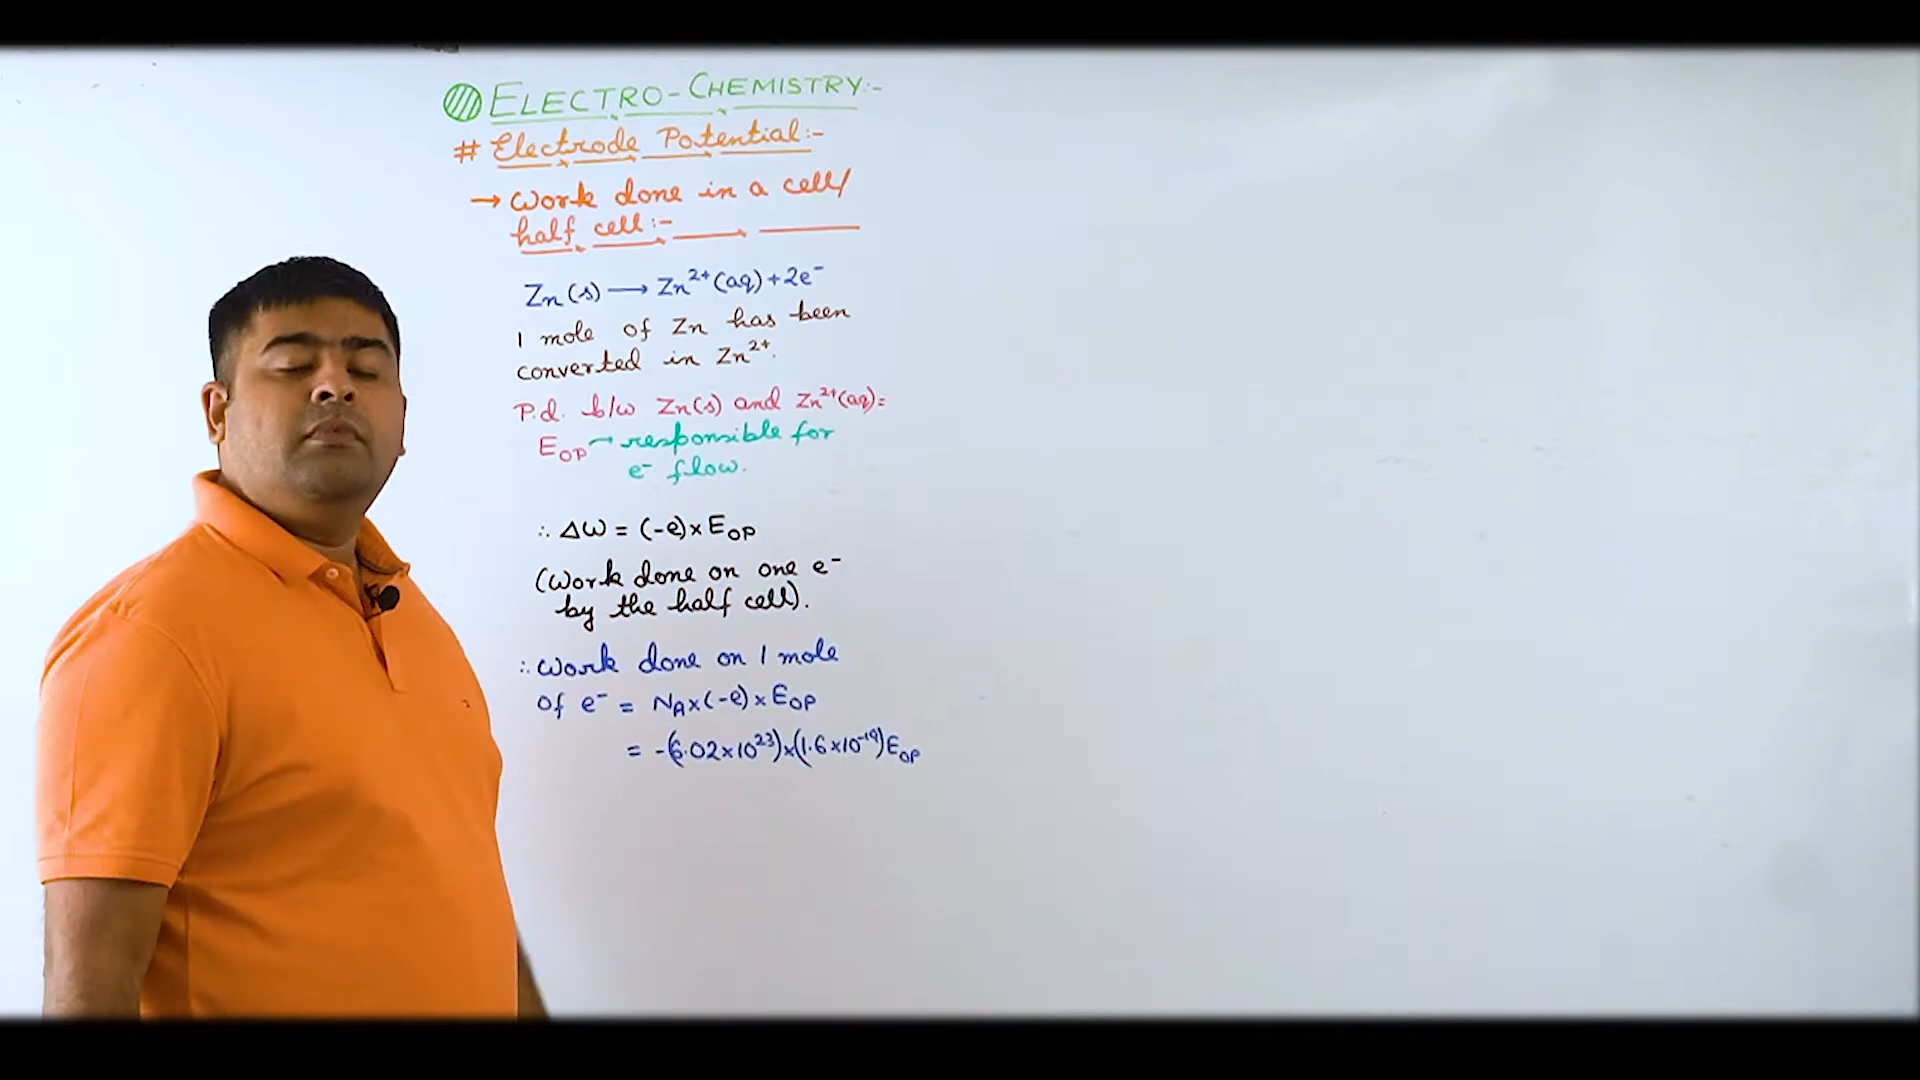 ELECTRO-CHEMISTRY:-
# Electrode Potential:-
→ Work done in a cell/
half cell:-
Zn(s) ⟶ Zn²⁺(aq)+2e⁻
1 mole of Zn has been
converted in Zn²⁺.
P.d. b/w Zn(s) and Zn²⁺(aq)=
E_OP → responsible for
e⁻ flow.
∴ ΔW = (-e)×E_OP
(Work done on one e⁻
by the half cell).
∴ Work done on 1 mole
of e⁻ = N_A×(-e)×E_OP
= -(6.02×10²³)×(1.6×10⁻¹⁹)E_OP